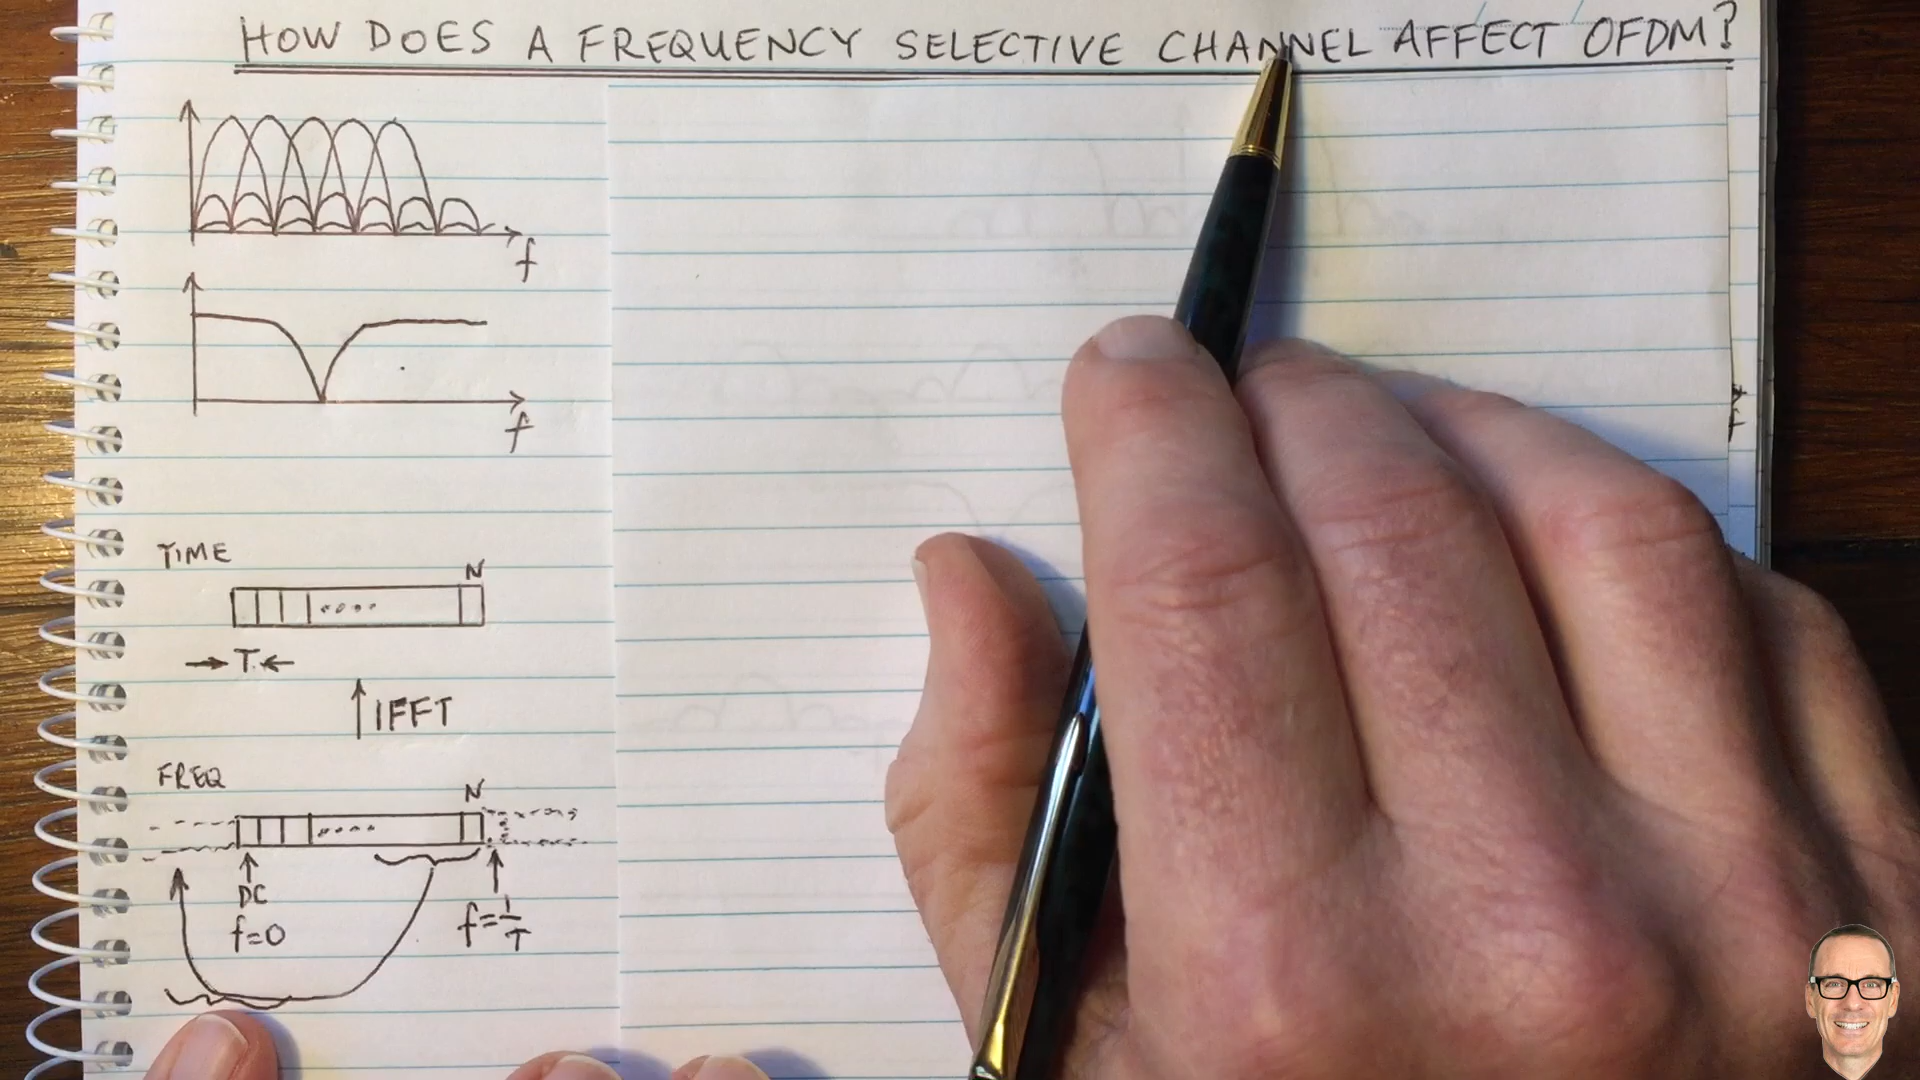 HOW DOES A FREQUENCY SELECTIVE CHANNEL AFFECT OFDM?
f
f
TIME
N
T
IFFT
FREQ
N
DC
f=0
f=1/T
f